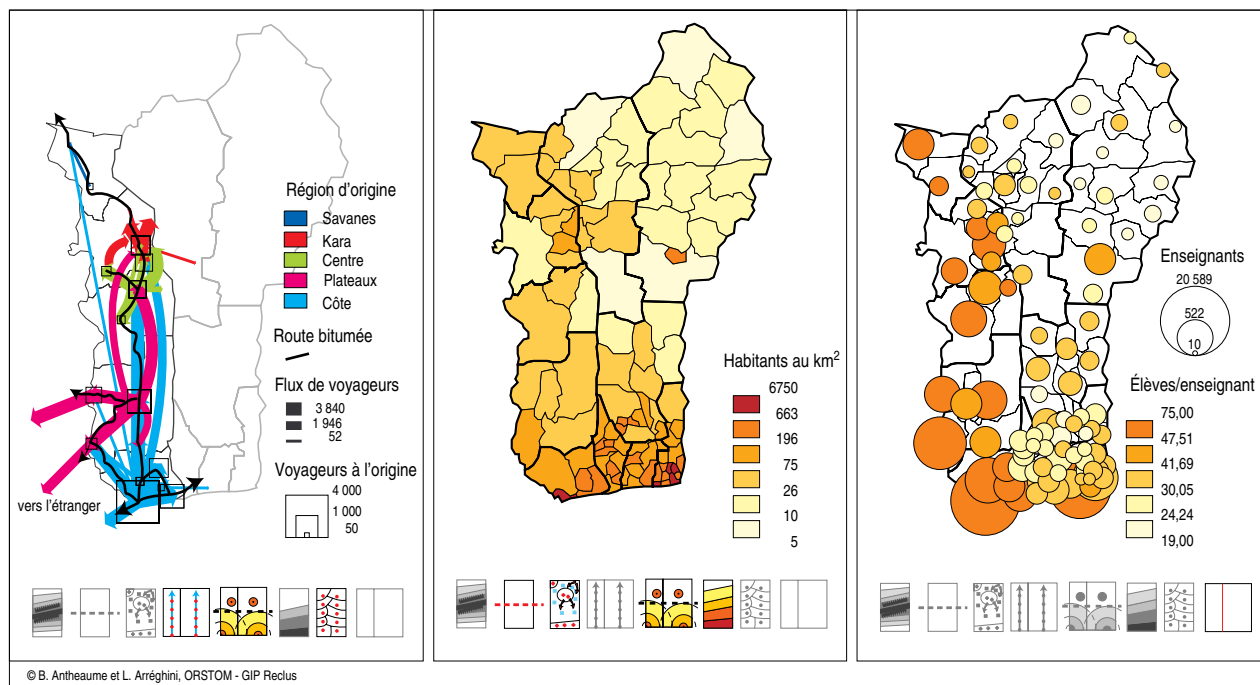 Région d'origine
Savanes
Kara
Centre
Plateaux
Côte
Route bitumée
Flux de voyageurs
3 840
1 946
52
Voyageurs à l'origine
4 000
1 000
50
vers l'étranger
Habitants au km2
6750
663
196
75
26
10
5
Enseignants
20 589
522
10
Élèves/enseignant
75,00
47,51
41,69
30,05
24,24
19,00
© B. Antheaume et L. Arréghini, ORSTOM - GIP Reclus